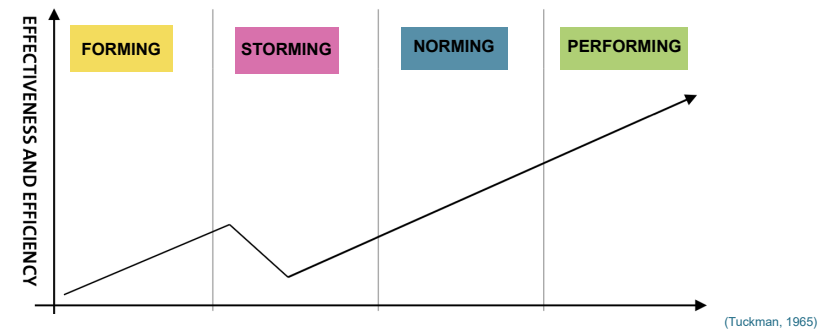 EFFECTIVENESS AND EFFICIENCY
FORMING
STORMING
NORMING
PERFORMING
(Tuckman, 1965)